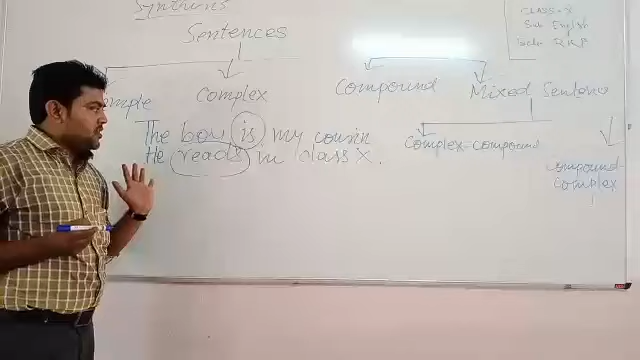 Synthesis
Sentences
Complex
Compound
Mixed Sentence
The boy is my cousin
He reads in class X.
Complex-compound
compound-
complex
CLASS-X
Sub: English